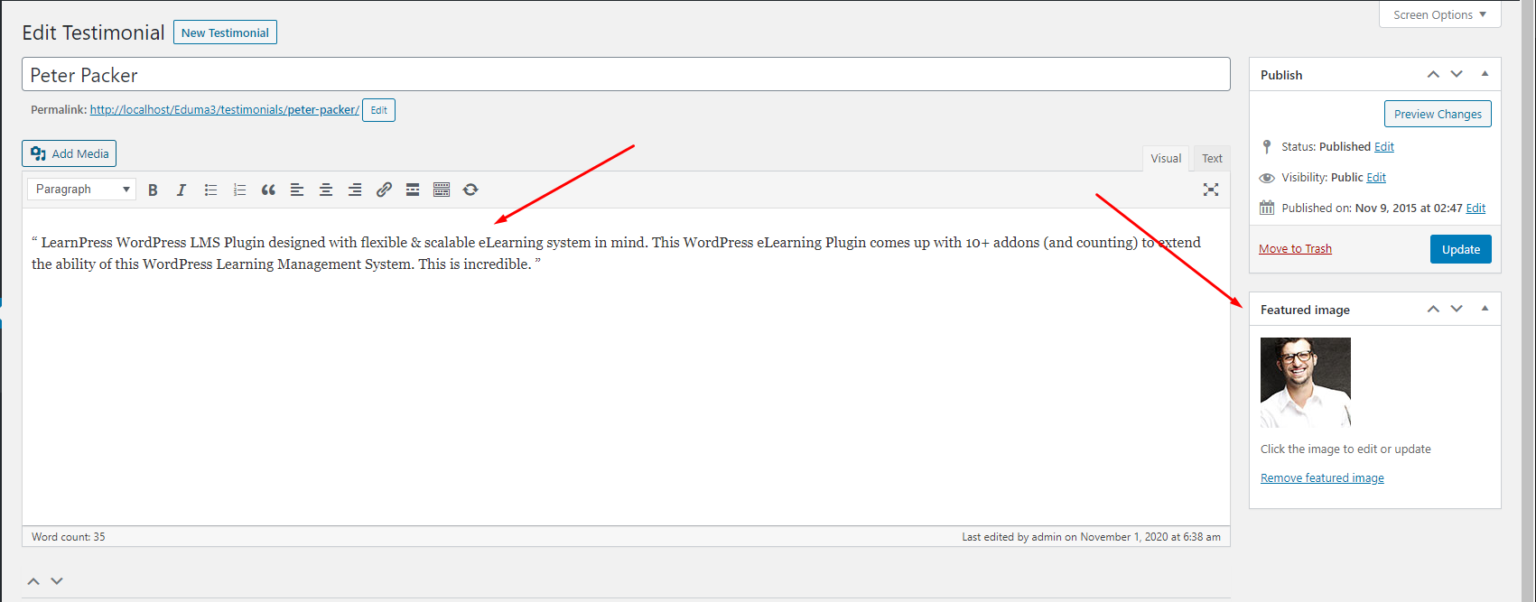 Screen Options ▼
Edit Testimonial New Testimonial
Peter Packer
Permalink: http://localhost/Eduma3/testimonials/peter-packer/ Edit
Add Media
Visual Text
Paragraph
“ LearnPress WordPress LMS Plugin designed with flexible & scalable eLearning system in mind. This WordPress eLearning Plugin comes up with 10+ addons (and counting) to extend
the ability of this WordPress Learning Management System. This is incredible. ”
Word count: 35
Last edited by admin on November 1, 2020 at 6:38 am
Publish
Preview Changes
Status: Published Edit
Visibility: Public Edit
Published on: Nov 9, 2015 at 02:47 Edit
Move to Trash Update
Featured image
Click the image to edit or update
Remove featured image